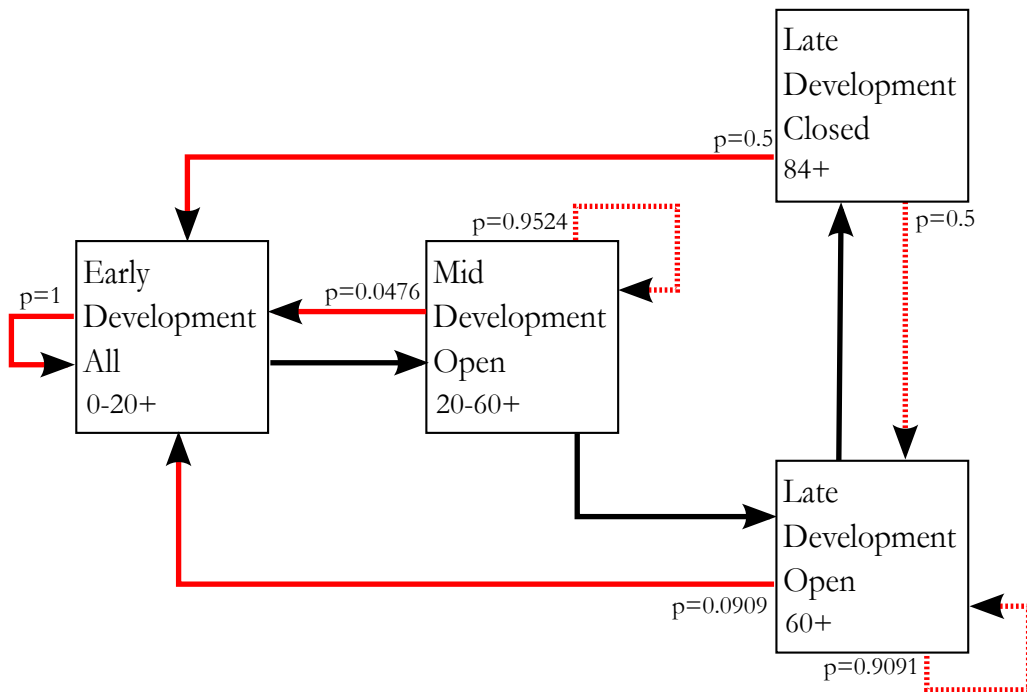 Late
Development
Closed
84+
p=0.5
p=0.5
p=0.9524
Early
Development
All
0-20+
p=1
p=0.0476
Mid
Development
Open
20-60+
Late
Development
Open
60+
p=0.0909
p=0.9091